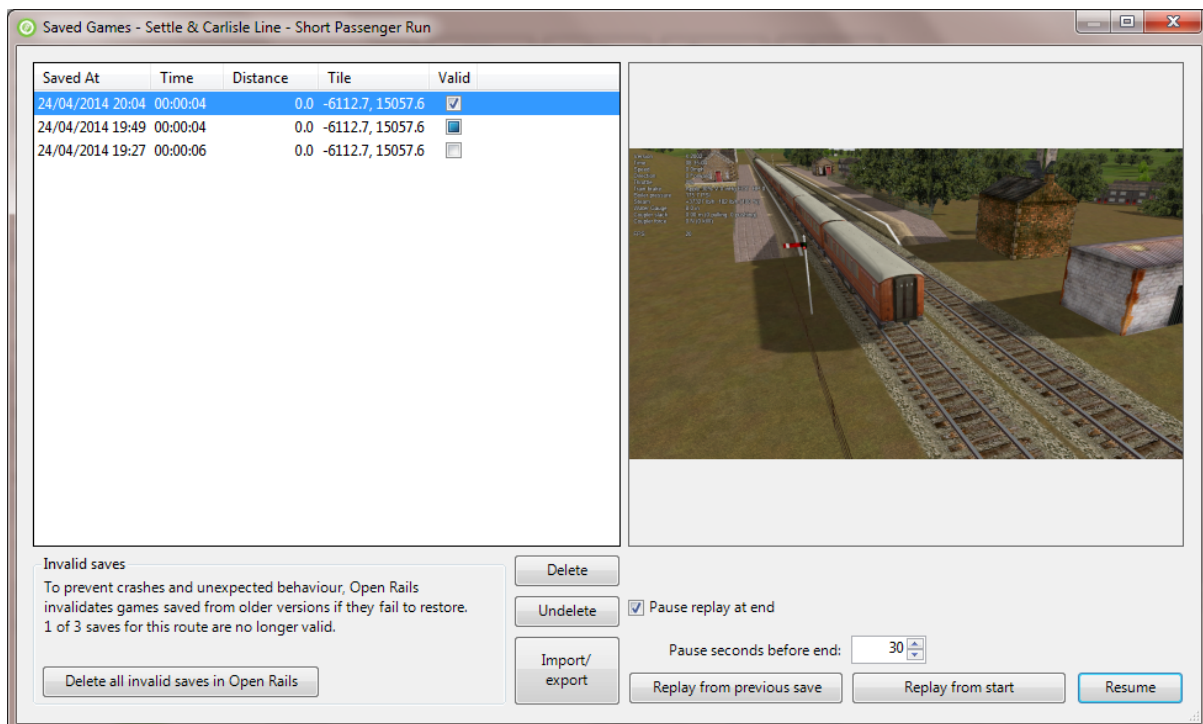 Saved Games - Settle & Carlisle Line - Short Passenger Run
Saved At Time Distance Tile Valid
24/04/2014 20:04 00:00:04 0.0 -6112.7, 15057.6
24/04/2014 19:49 00:00:04 0.0 -6112.7, 15057.6
24/04/2014 19:27 00:00:06 0.0 -6112.7, 15057.6
Invalid saves
To prevent crashes and unexpected behaviour, Open Rails
invalidates games saved from older versions if they fail to restore.
1 of 3 saves for this route are no longer valid.
Delete all invalid saves in Open Rails
Delete
Undelete
Import/
export
Pause replay at end
Pause seconds before end: 30
Replay from previous save Replay from start Resume